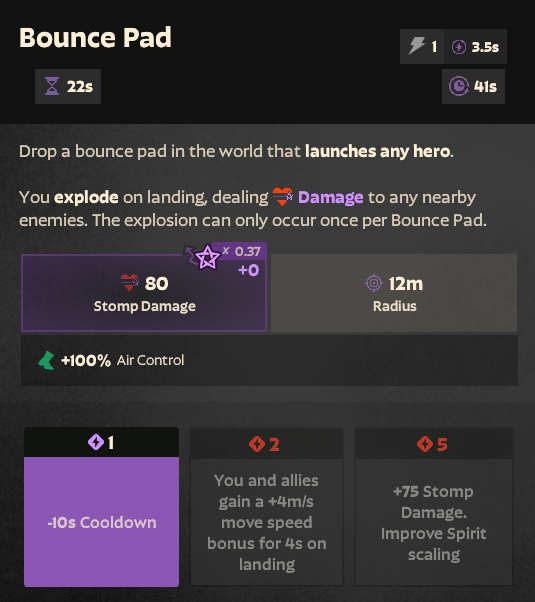 Bounce Pad
1
3.5s
22s
41s
Drop a bounce pad in the world that launches any hero.
You explode on landing, dealing Damage to any nearby
enemies. The explosion can only occur once per Bounce Pad.
x 0.37
+0
80
Stomp Damage
12m
Radius
+100% Air Control
1
-10s Cooldown
2
You and allies
gain a +4m/s
move speed
bonus for 4s on
landing
5
+75 Stomp
Damage.
Improve Spirit
scaling